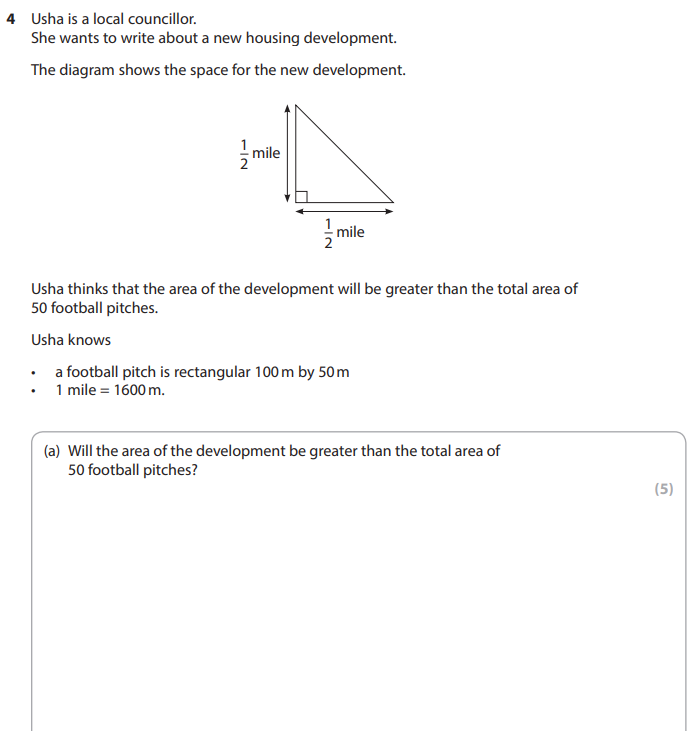 4 Usha is a local councillor.
She wants to write about a new housing development.
The diagram shows the space for the new development.
1/2 mile
1/2 mile
Usha thinks that the area of the development will be greater than the total area of
50 football pitches.
Usha knows
• a football pitch is rectangular 100 m by 50 m
• 1 mile = 1600 m.
(a) Will the area of the development be greater than the total area of
50 football pitches?
(5)